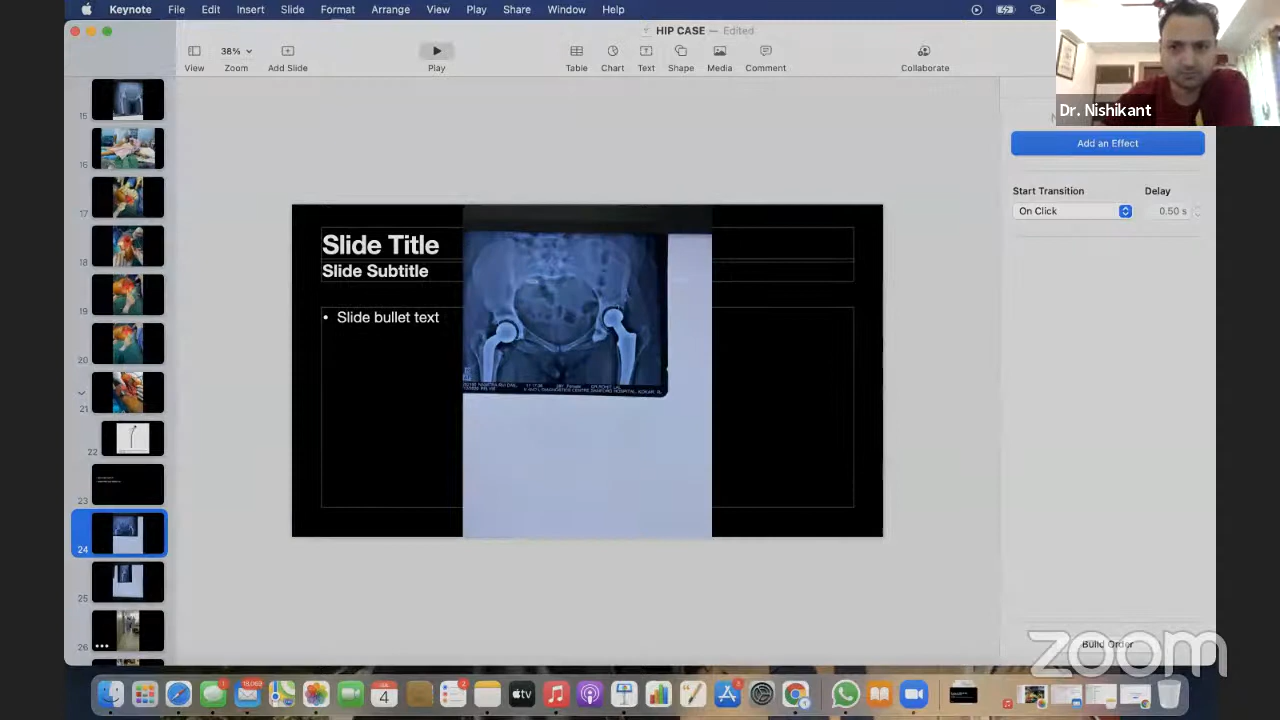 Keynote File Edit Insert Slide Format Arrange View Play Share Window Help
HIP CASE — Edited
38%
View Zoom Add Slide Play Table Chart Text Shape Media Comment Collaborate
Dr. Nishikant
Add an Effect
Start Transition Delay
On Click 0.50 s
Slide Title
Slide Subtitle
• Slide bullet text
15
16
17
18
19
20
21
22
23
24
25
26
Build Order
zoom
JUL
4
tv